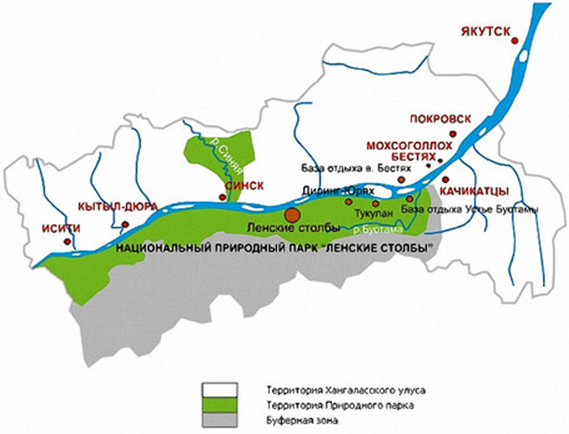 ЯКУТСК
ПОКРОВСК
МОХСОГОЛЛОХ
БЕСТЯХ
База отдыха в. Бестях
р. Синяя
КАЧИКАТЦЫ
СИНСК
Диринг-Юрях
КЫТЫЛ-ДЮРА
Тукулан
База отдыха Устье Буотамы
ИСИТИ
Ленские столбы
р. Буотама
НАЦИОНАЛЬНЫЙ ПРИРОДНЫЙ ПАРК "ЛЕНСКИЕ СТОЛБЫ"
Территория Хангаласского улуса
Территория Природного парка
Буферная зона